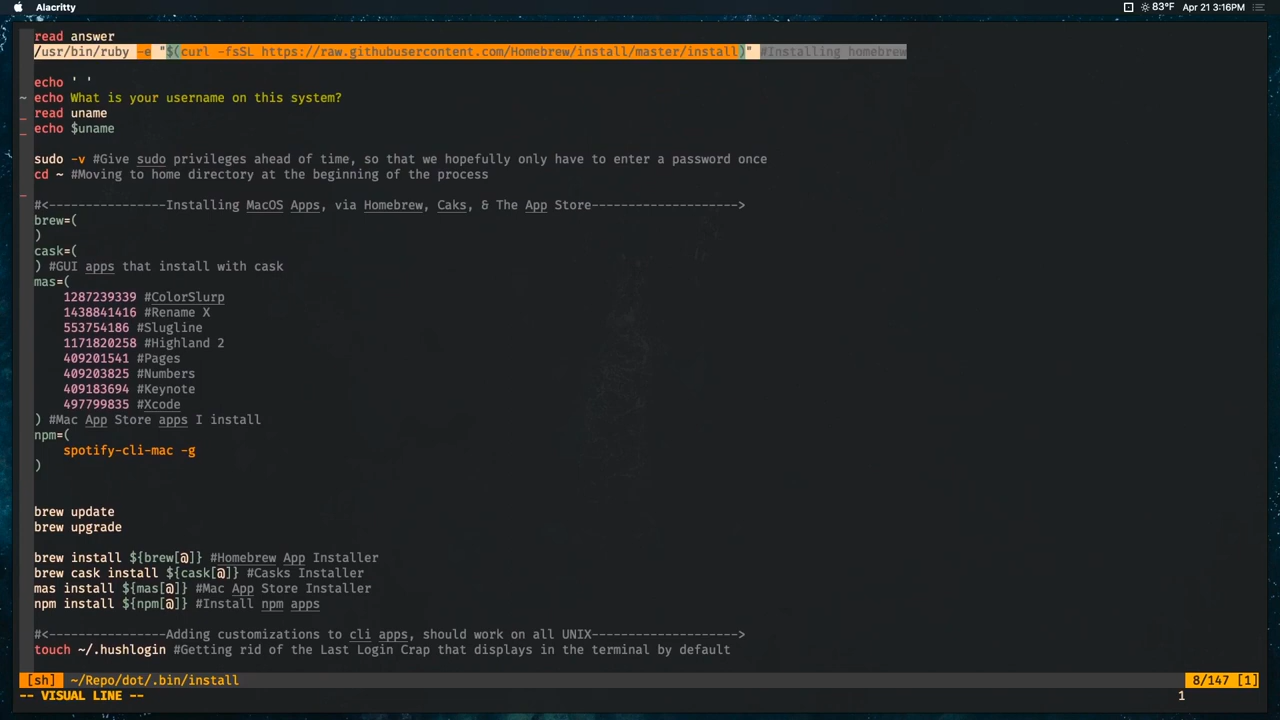 Alacritty
83°F Apr 21 3:16PM
read answer
/usr/bin/ruby -e "$(curl -fsSL https://raw.githubusercontent.com/Homebrew/install/master/install)" #Installing homebrew
echo ' '
~ echo What is your username on this system?
read uname
echo $uname
sudo -v #Give sudo privileges ahead of time, so that we hopefully only have to enter a password once
cd ~ #Moving to home directory at the beginning of the process
#<----------------Installing MacOS Apps, via Homebrew, Caks, & The App Store-------------------->
brew=(
)
cask=(
) #GUI apps that install with cask
mas=(
    1287239339 #ColorSlurp
    1438841416 #Rename X
    553754186 #Slugline
    1171820258 #Highland 2
    409201541 #Pages
    409203825 #Numbers
    409183694 #Keynote
    497799835 #Xcode
) #Mac App Store apps I install
npm=(
    spotify-cli-mac -g
)
brew update
brew upgrade
brew install ${brew[@]} #Homebrew App Installer
brew cask install ${cask[@]} #Casks Installer
mas install ${mas[@]} #Mac App Store Installer
npm install ${npm[@]} #Install npm apps
#<----------------Adding customizations to cli apps, should work on all UNIX-------------------->
touch ~/.hushlogin #Getting rid of the Last Login Crap that displays in the terminal by default
[sh] ~/Repo/dot/.bin/install 8/147 [1]
-- VISUAL LINE -- 1